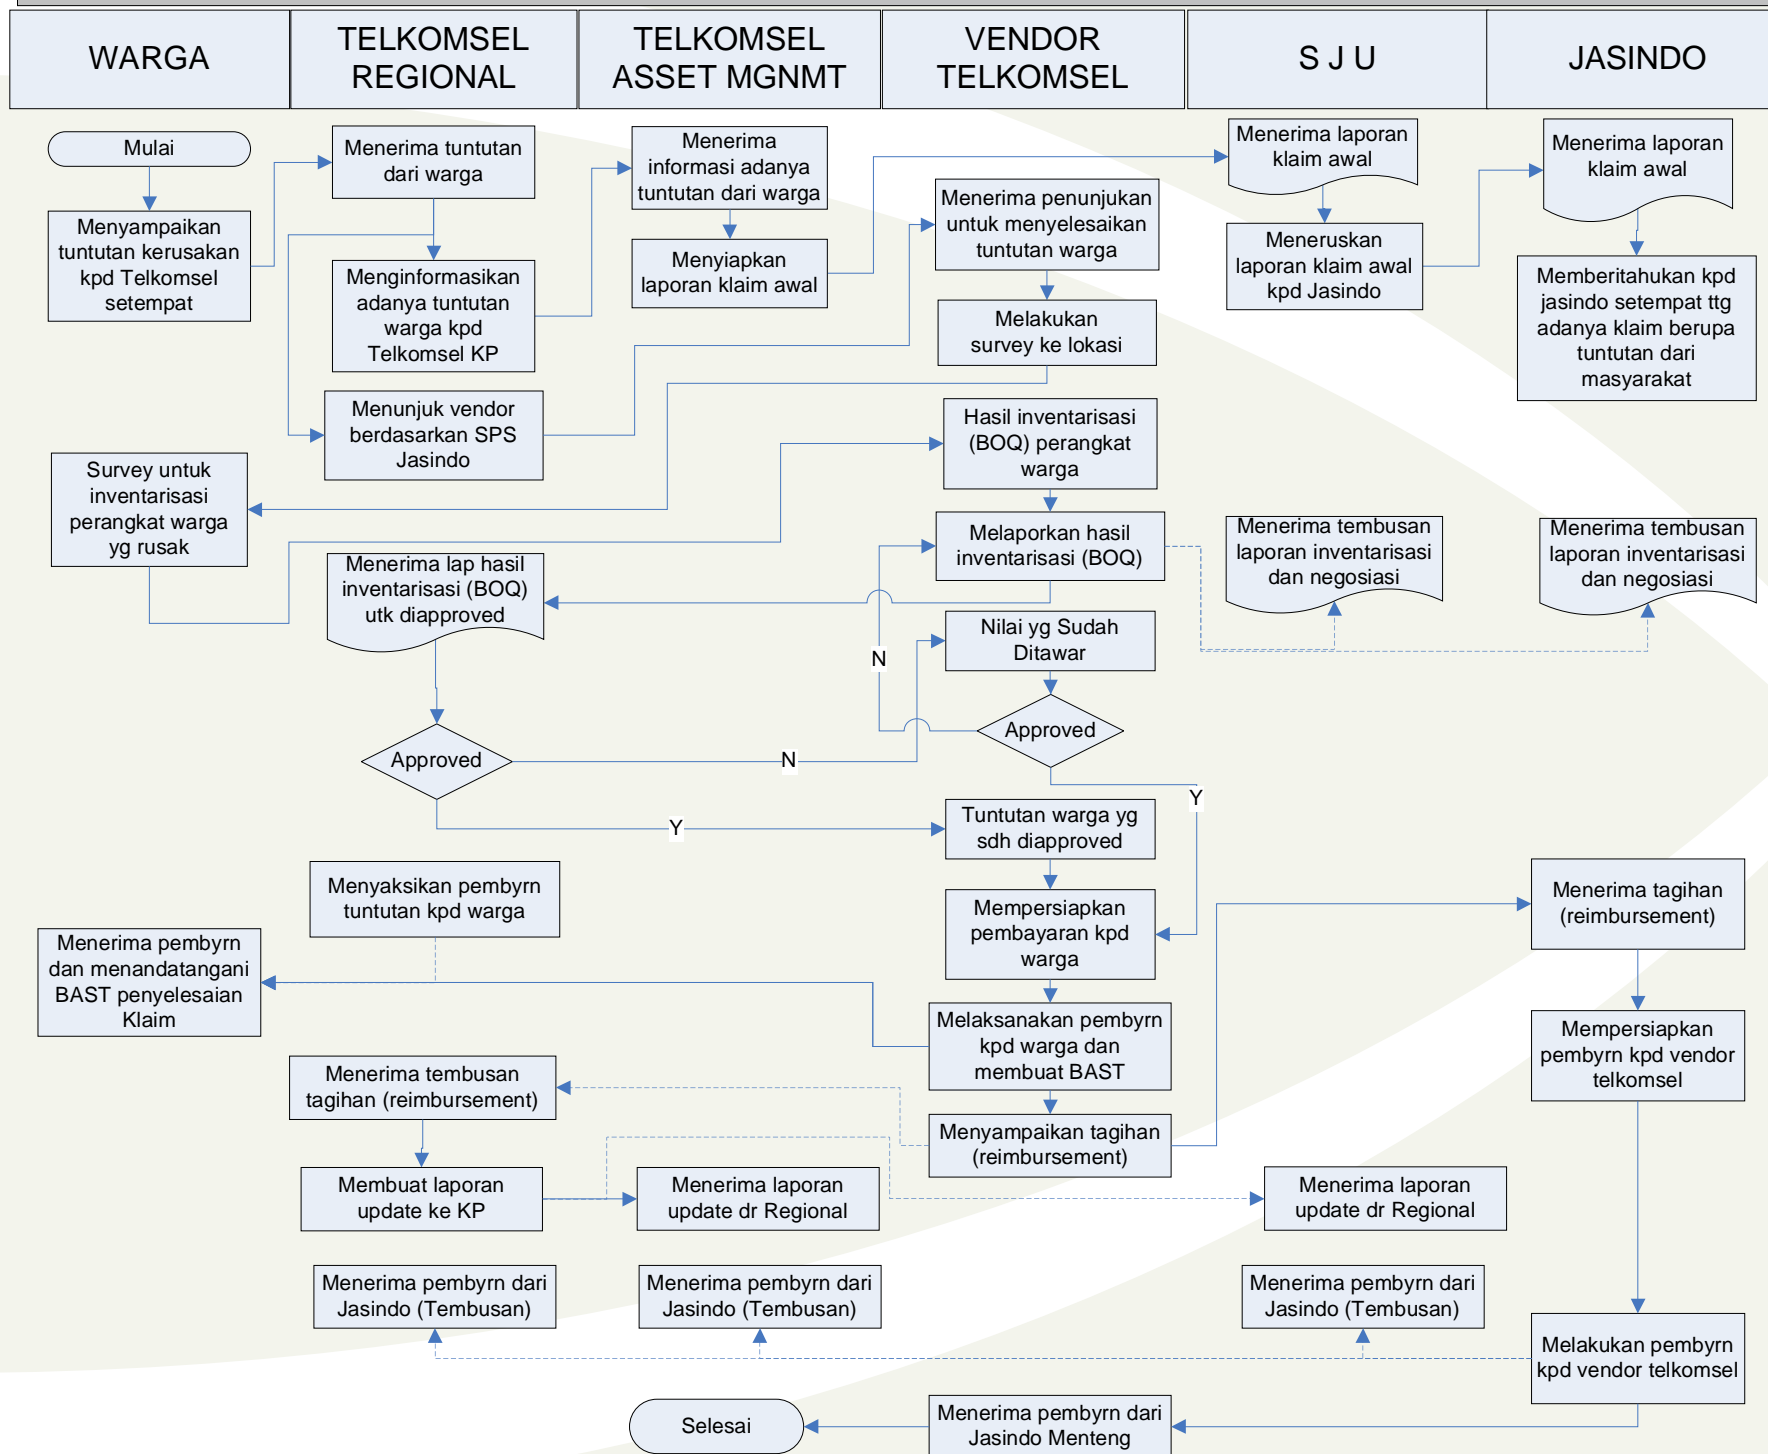 WARGA
TELKOMSEL
REGIONAL
TELKOMSEL
ASSET MGNMT
VENDOR
TELKOMSEL
S J U
JASINDO
Mulai
Menyampaikan
tuntutan kerusakan
kpd Telkomsel
setempat
Menerima tuntutan
dari warga
Menginformasikan
adanya tuntutan
warga kpd
Telkomsel KP
Menunjuk vendor
berdasarkan SPS
Jasindo
Menerima
informasi adanya
tuntutan dari warga
Menyiapkan
laporan klaim awal
Menerima penunjukan
untuk menyelesaikan
tuntutan warga
Melakukan
survey ke lokasi
Menerima laporan
klaim awal
Meneruskan
laporan klaim awal
kpd Jasindo
Menerima laporan
klaim awal
Memberitahukan kpd
jasindo setempat ttg
adanya klaim berupa
tuntutan dari
masyarakat
Survey untuk
inventarisasi
perangkat warga
yg rusak
Hasil inventarisasi
(BOQ) perangkat
warga
Melaporkan hasil
inventarisasi (BOQ)
Menerima tembusan
laporan inventarisasi
dan negosiasi
Menerima tembusan
laporan inventarisasi
dan negosiasi
Menerima lap hasil
inventarisasi (BOQ)
utk diapproved
Nilai yg Sudah
Ditawar
N
Approved
Approved
N
Y
Y
Tuntutan warga yg
sdh diapproved
Menyaksikan pembyrn
tuntutan kpd warga
Mempersiapkan
pembayaran kpd
warga
Menerima tagihan
(reimbursement)
Menerima pembyrn
dan menandatangani
BAST penyelesaian
Klaim
Melaksanakan pembyrn
kpd warga dan
membuat BAST
Mempersiapkan
pembyrn kpd vendor
telkomsel
Menerima tembusan
tagihan (reimbursement)
Menyampaikan tagihan
(reimbursement)
Membuat laporan
update ke KP
Menerima laporan
update dr Regional
Menerima laporan
update dr Regional
Menerima pembyrn dari
Jasindo (Tembusan)
Menerima pembyrn dari
Jasindo (Tembusan)
Menerima pembyrn dari
Jasindo (Tembusan)
Melakukan pembyrn
kpd vendor telkomsel
Selesai
Menerima pembyrn dari
Jasindo Menteng